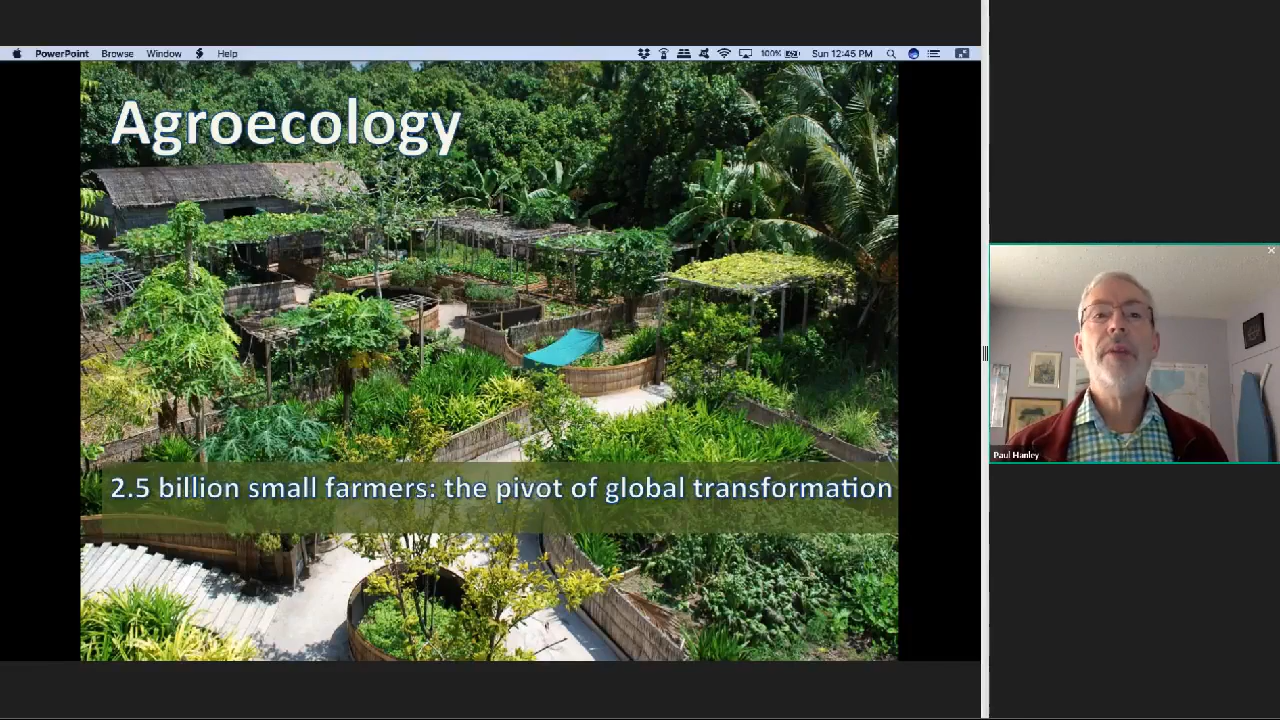 PowerPoint Browse Window Help 100% Sun 12:45 PM
Agroecology
2.5 billion small farmers: the pivot of global transformation
Paul Hanley